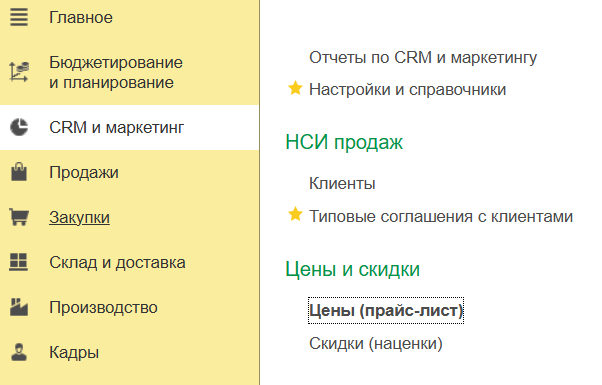 Главное
Бюджетирование
и планирование
CRM и маркетинг
Продажи
Закупки
Склад и доставка
Производство
Кадры
Отчеты по CRM и маркетингу
Настройки и справочники
НСИ продаж
Клиенты
Типовые соглашения с клиентами
Цены и скидки
Цены (прайс-лист)
Скидки (наценки)